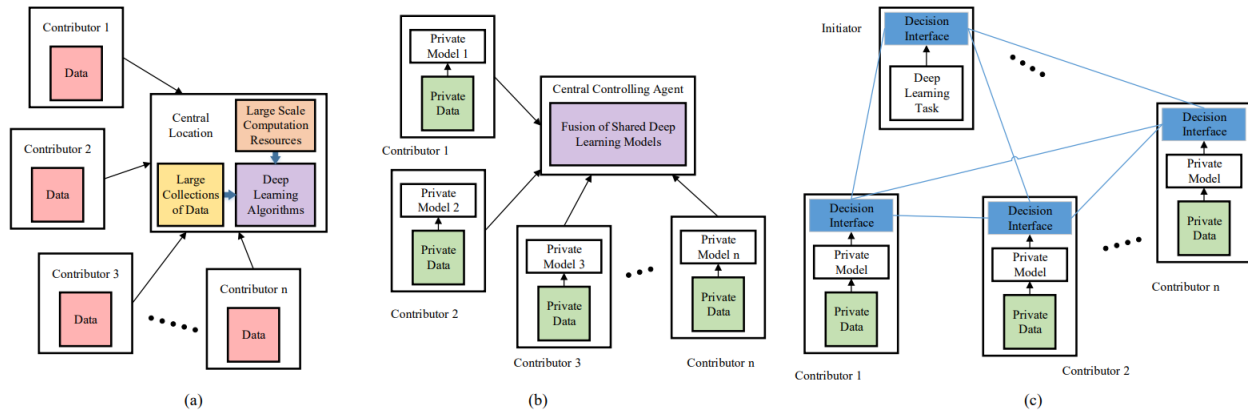 Contributor 1
Data
Contributor 2
Data
Contributor 3
Data
Contributor n
Data
Central
Location
Large Scale
Computation
Resources
Large
Collections
of Data
Deep
Learning
Algorithms
(a)
Private
Model 1
Private
Data
Contributor 1
Private
Model 2
Private
Data
Contributor 2
Central Controlling Agent
Fusion of Shared Deep
Learning Models
Private
Model 3
Private
Data
Contributor 3
Private
Model n
Private
Data
Contributor n
(b)
Initiator
Decision
Interface
Deep
Learning
Task
Decision
Interface
Private
Model
Private
Data
Contributor 1
Decision
Interface
Private
Model
Private
Data
Contributor 2
Decision
Interface
Private
Model
Private
Data
Contributor n
(c)